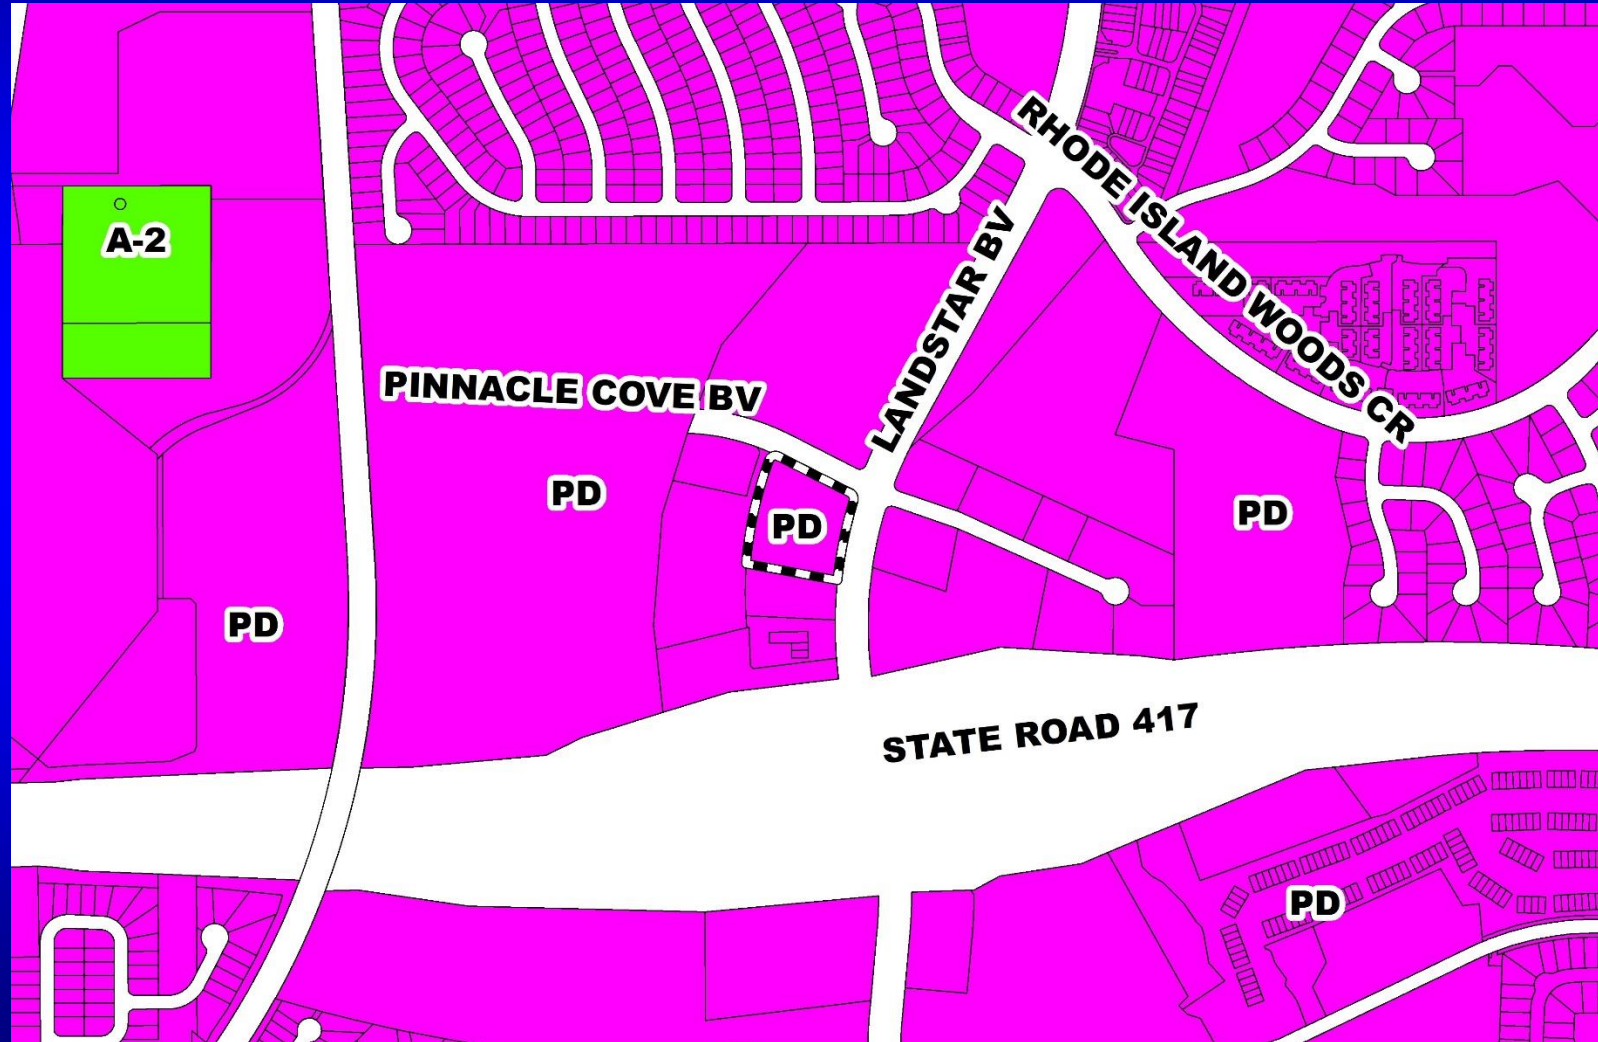 RHODE ISLAND WOODS CR
A-2
LANDSTAR BV
PINNACLE COVE BV
PD
PD
PD
PD
STATE ROAD 417
PD